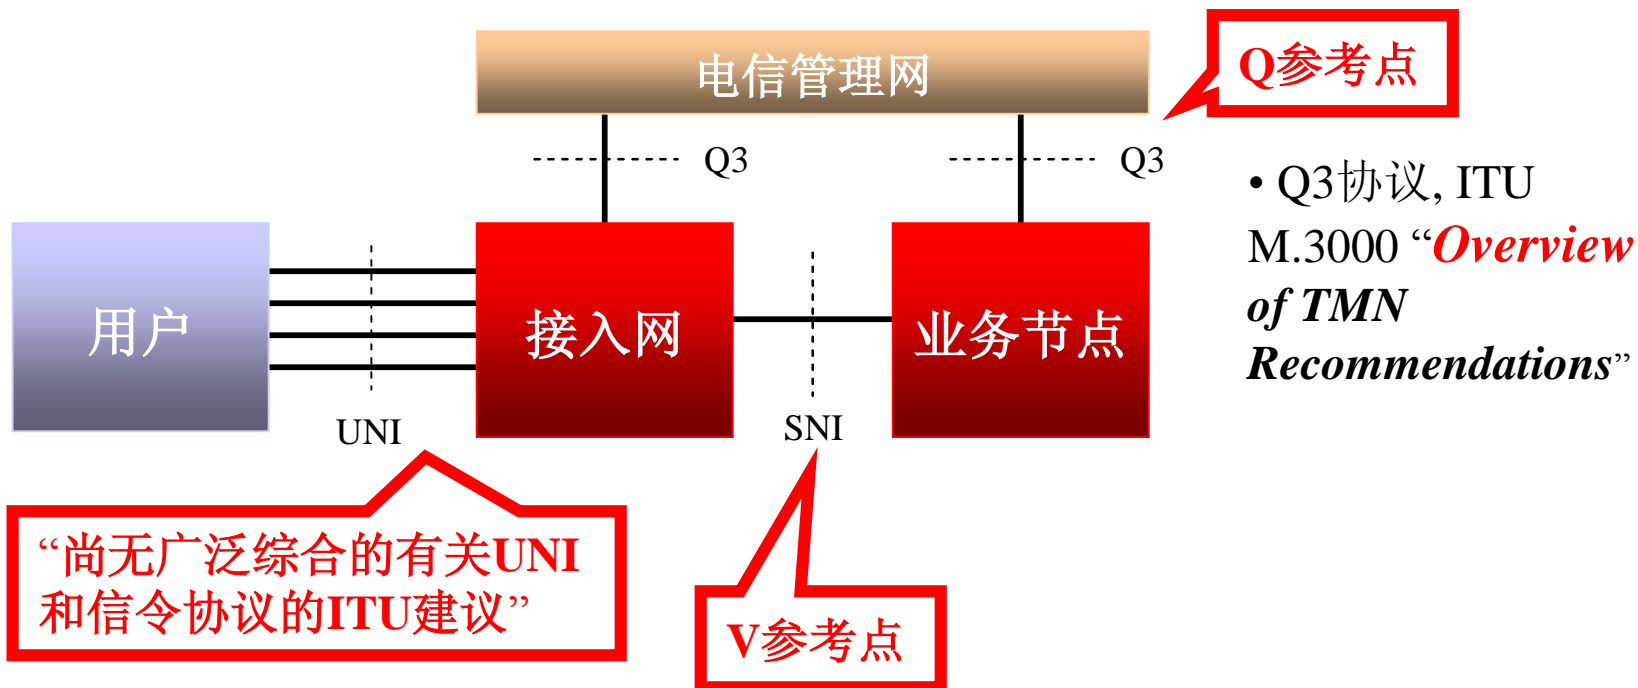 电信管理网
Q参考点
Q3
Q3
• Q3协议, ITU
M.3000 “Overview
of TMN
Recommendations”
用户
接入网
业务节点
UNI
SNI
“尚无广泛综合的有关UNI
和信令协议的ITU建议”
V参考点